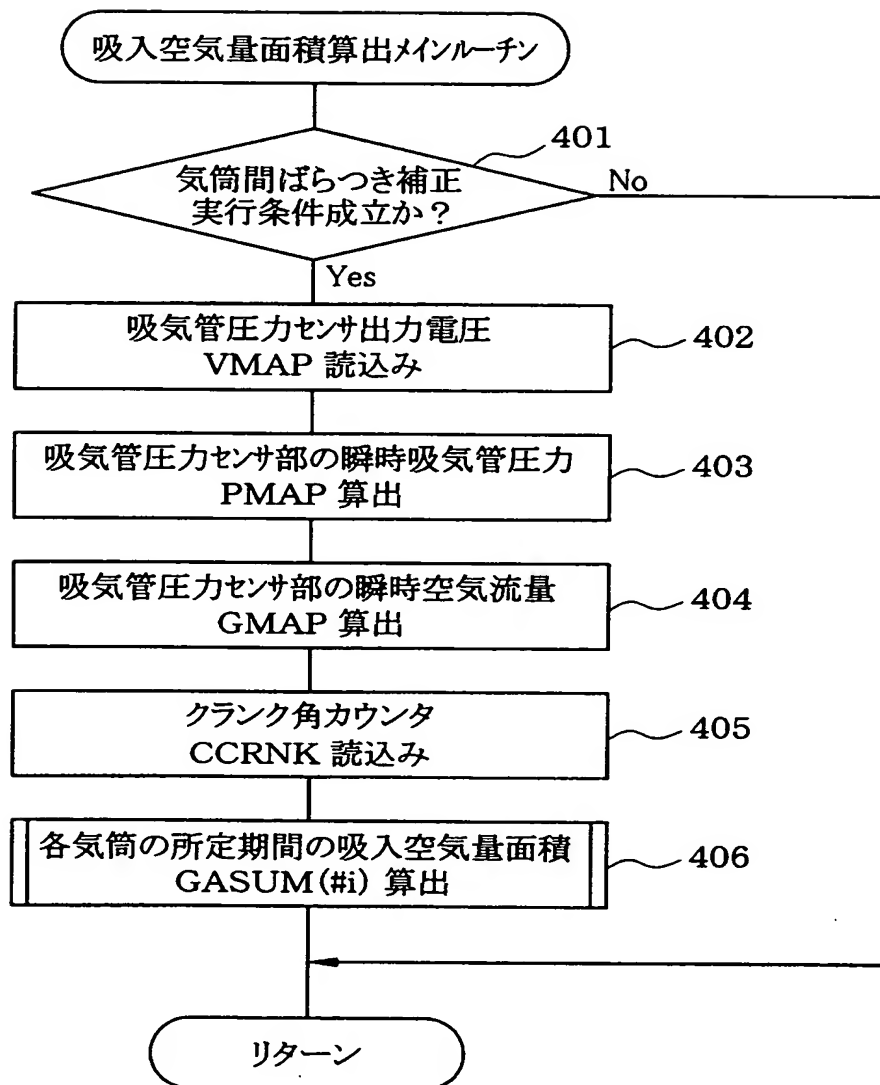 吸入空気量面積算出メインルーチン
401
気筒間ばらつき補正
実行条件成立か？
No
Yes
吸気管圧力センサ出力電圧
VMAP 読込み
402
吸気管圧力センサ部の瞬時吸気管圧力
PMAP 算出
403
吸気管圧力センサ部の瞬時空気流量
GMAP 算出
404
クランク角カウンタ
CCRNK 読込み
405
各気筒の所定期間の吸入空気量面積
GASUM(#i) 算出
406
リターン